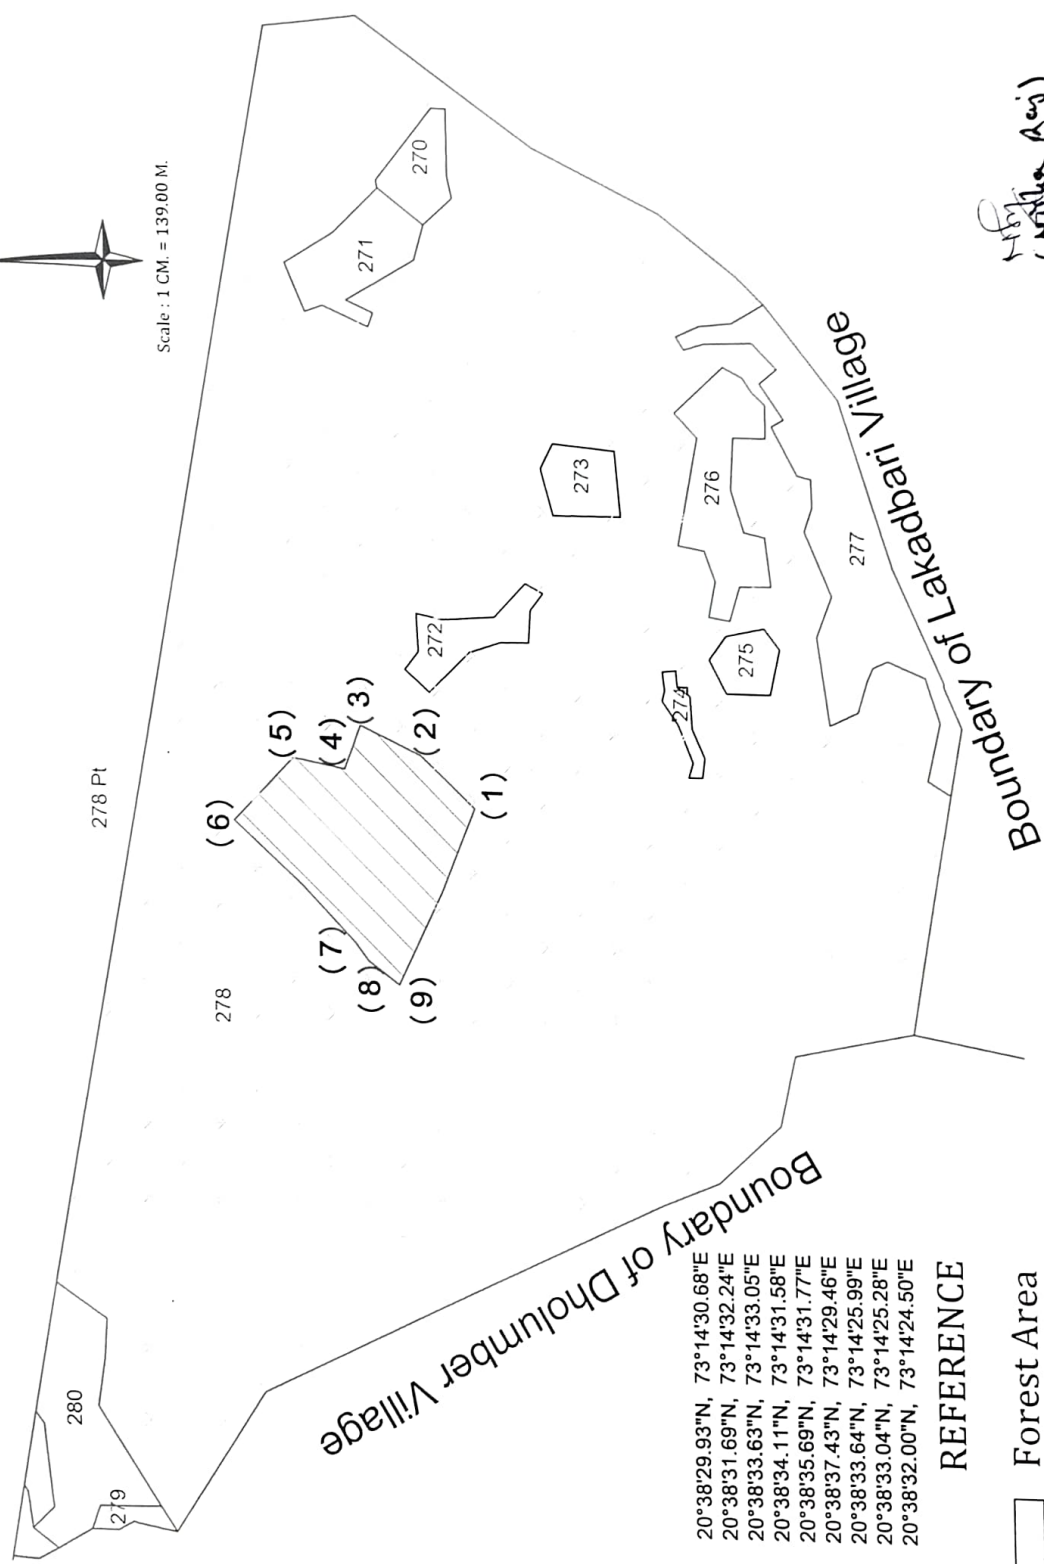 Scale : 1 CM. = 139.00 M.
278 Pt
278
270
271
272
273
274
275
276
277
279
280
(1)
(2)
(3)
(4)
(5)
(6)
(7)
(8)
(9)
Boundary of Lakadbari Village
Boundary of Dholumber Village
20°38'29.93"N, 73°14'30.68"E
20°38'31.69"N, 73°14'32.24"E
20°38'33.63"N, 73°14'33.05"E
20°38'34.11"N, 73°14'31.58"E
20°38'35.69"N, 73°14'31.77"E
20°38'37.43"N, 73°14'29.46"E
20°38'33.64"N, 73°14'25.99"E
20°38'33.04"N, 73°14'25.28"E
20°38'32.00"N, 73°14'24.50"E
REFERENCE
Forest Area